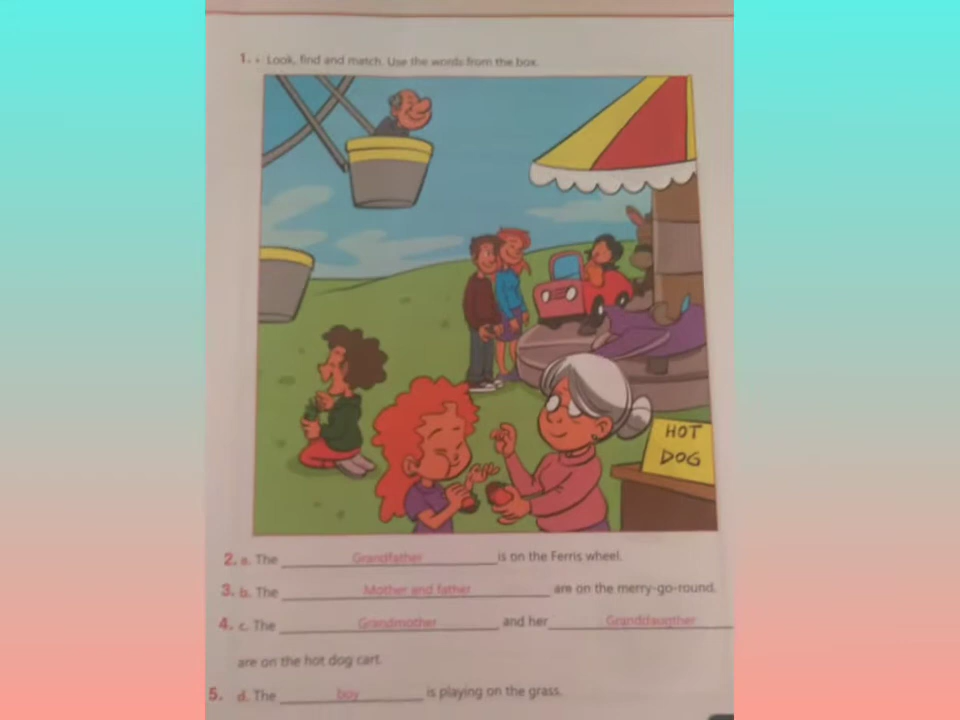 1. a Look, find and match. Use the words from the box.
HOT
DOG
2. a. The Grandfather is on the Ferris wheel.
3. b. The Mother and father are on the merry-go-round.
4. c. The Grandmother and her Granddaugther
are on the hot dog cart.
5. d. The boy is playing on the grass.